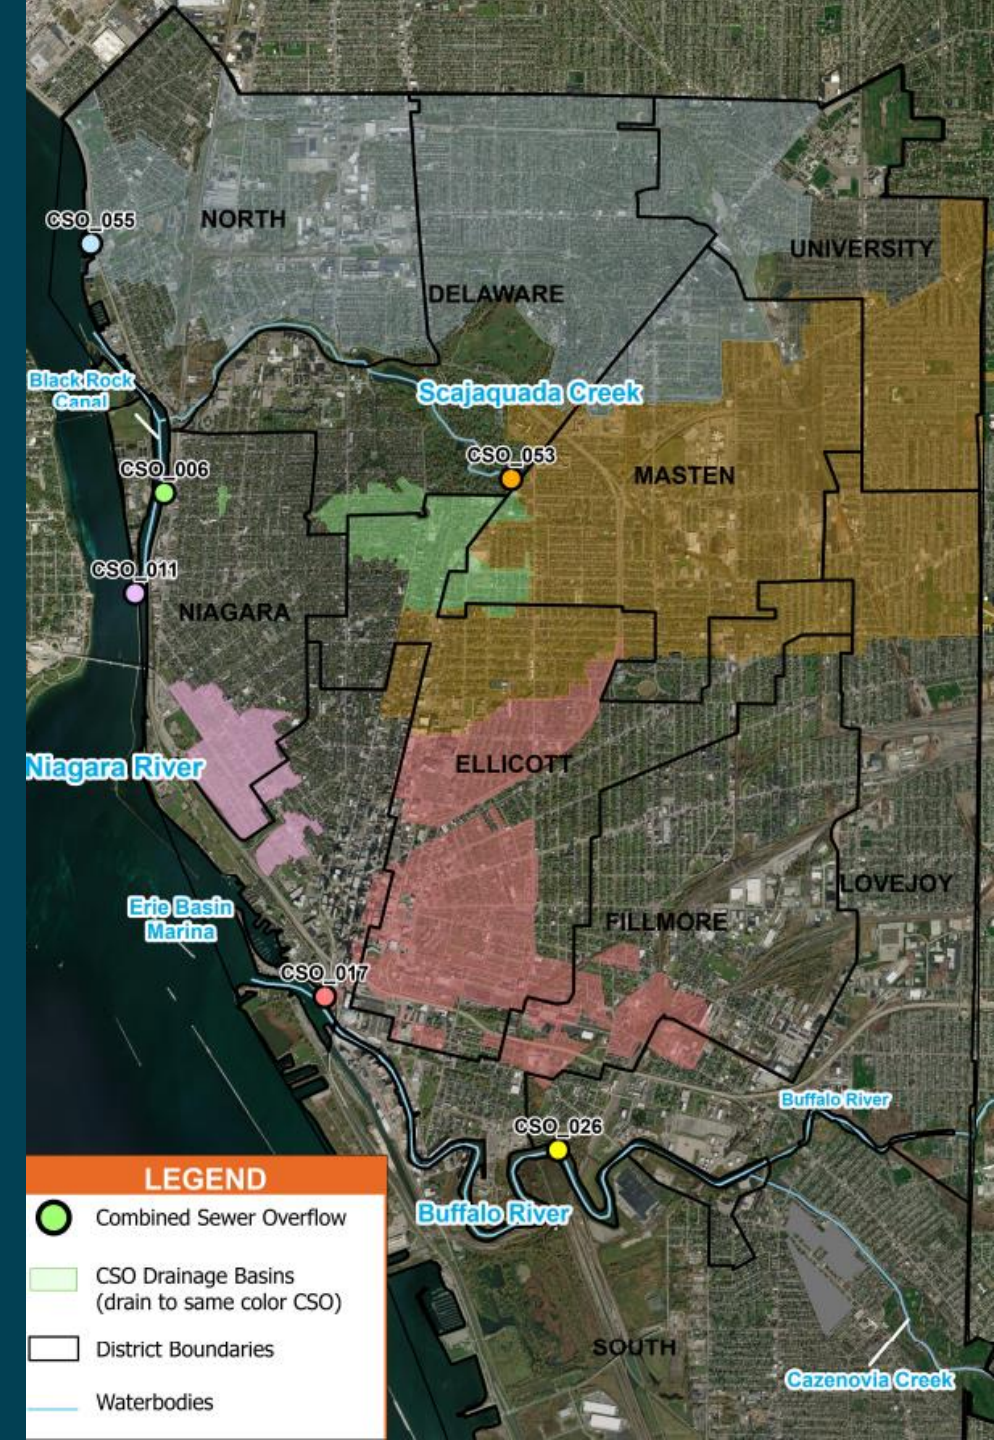 CSO_055
NORTH
UNIVERSITY
DELAWARE
Black Rock
Canal
Scajaquada Creek
CSO_053
CSO_006
MASTEN
CSO_011
NIAGARA
Niagara River
ELLICOTT
LOVEJOY
Erie Basin
Marina
FILLMORE
CSO_017
Buffalo River
CSO_026
Buffalo River
SOUTH
Cazenovia Creek
LEGEND
Combined Sewer Overflow
CSO Drainage Basins
(drain to same color CSO)
District Boundaries
Waterbodies